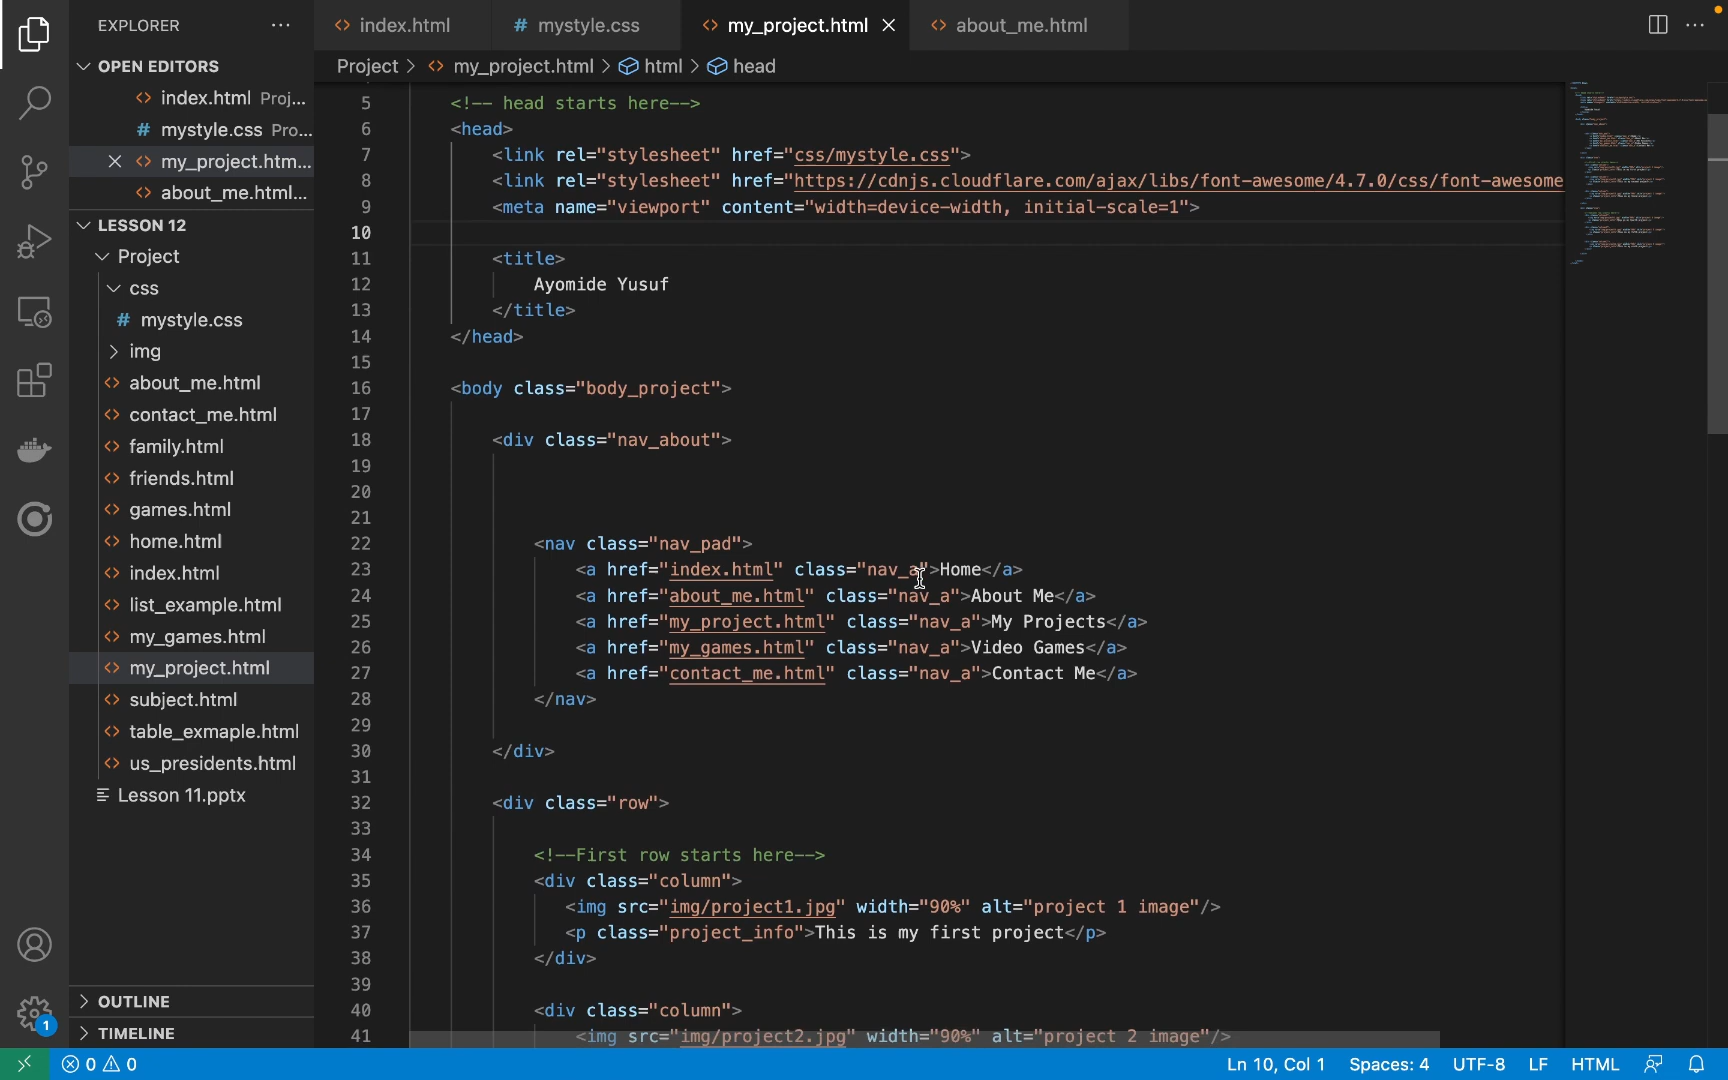 EXPLORER
OPEN EDITORS
index.html Proj...
mystyle.css Pro...
my_project.htm...
about_me.html...
LESSON 12
Project
css
mystyle.css
img
about_me.html
contact_me.html
family.html
friends.html
games.html
home.html
index.html
list_example.html
my_games.html
my_project.html
subject.html
table_exmaple.html
us_presidents.html
Lesson 11.pptx
OUTLINE
TIMELINE
index.html
mystyle.css
my_project.html
about_me.html
Project > my_project.html > html > head
5 <!-- head starts here-->
6 <head>
7 <link rel="stylesheet" href="css/mystyle.css">
8 <link rel="stylesheet" href="https://cdnjs.cloudflare.com/ajax/libs/font-awesome/4.7.0/css/font-awesome
9 <meta name="viewport" content="width=device-width, initial-scale=1">
10
11 <title>
12 Ayomide Yusuf
13 </title>
14 </head>
15
16 <body class="body_project">
17
18 <div class="nav_about">
19
20
21
22 <nav class="nav_pad">
23 <a href="index.html" class="nav_a">Home</a>
24 <a href="about_me.html" class="nav_a">About Me</a>
25 <a href="my_project.html" class="nav_a">My Projects</a>
26 <a href="my_games.html" class="nav_a">Video Games</a>
27 <a href="contact_me.html" class="nav_a">Contact Me</a>
28 </nav>
29
30 </div>
31
32 <div class="row">
33
34 <!--First row starts here-->
35 <div class="column">
36 <img src="img/project1.jpg" width="90%" alt="project 1 image"/>
37 <p class="project_info">This is my first project</p>
38 </div>
39
40 <div class="column">
41 <img src="img/project2.jpg" width="90%" alt="project 2 image"/>
1
0 0
Ln 10, Col 1 Spaces: 4 UTF-8 LF HTML